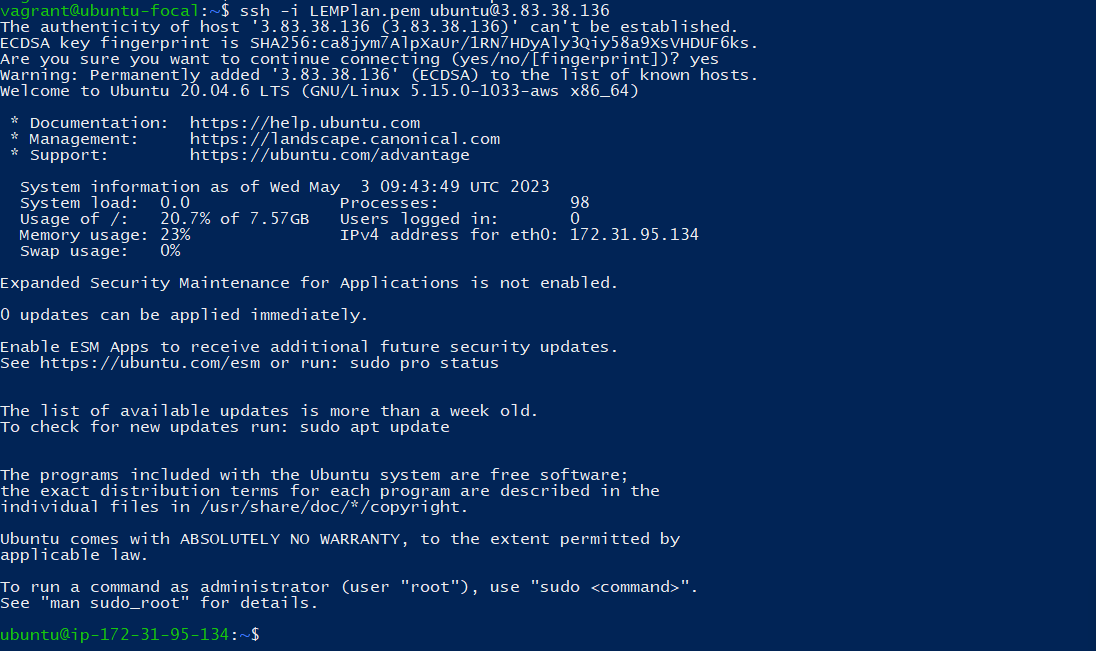 vagrant@ubuntu-focal:~$ ssh -i LEMPlan.pem ubuntu@3.83.38.136
The authenticity of host '3.83.38.136 (3.83.38.136)' can't be established.
ECDSA key fingerprint is SHA256:ca8jym7AlpXaUr/1RN7HDyAly3Qiy58a9XsVHDUF6ks.
Are you sure you want to continue connecting (yes/no/[fingerprint])? yes
Warning: Permanently added '3.83.38.136' (ECDSA) to the list of known hosts.
Welcome to Ubuntu 20.04.6 LTS (GNU/Linux 5.15.0-1033-aws x86_64)

 * Documentation:  https://help.ubuntu.com
 * Management:     https://landscape.canonical.com
 * Support:        https://ubuntu.com/advantage

  System information as of Wed May  3 09:43:49 UTC 2023
  System load:  0.0               Processes:             98
  Usage of /:   20.7% of 7.57GB   Users logged in:       0
  Memory usage: 23%               IPv4 address for eth0: 172.31.95.134
  Swap usage:   0%

Expanded Security Maintenance for Applications is not enabled.

0 updates can be applied immediately.

Enable ESM Apps to receive additional future security updates.
See https://ubuntu.com/esm or run: sudo pro status

The list of available updates is more than a week old.
To check for new updates run: sudo apt update

The programs included with the Ubuntu system are free software;
the exact distribution terms for each program are described in the
individual files in /usr/share/doc/*/copyright.

Ubuntu comes with ABSOLUTELY NO WARRANTY, to the extent permitted by
applicable law.

To run a command as administrator (user "root"), use "sudo <command>".
See "man sudo_root" for details.

ubuntu@ip-172-31-95-134:~$